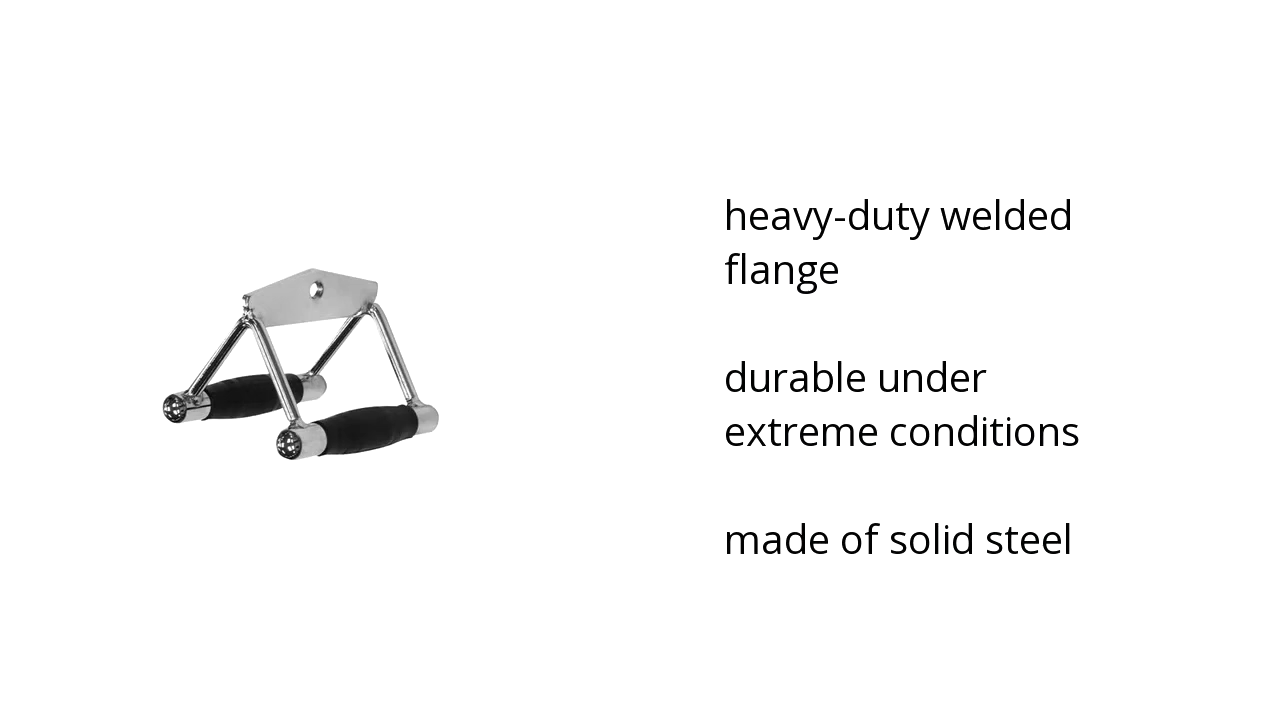 heavy-duty welded
flange
durable under
extreme conditions
made of solid steel